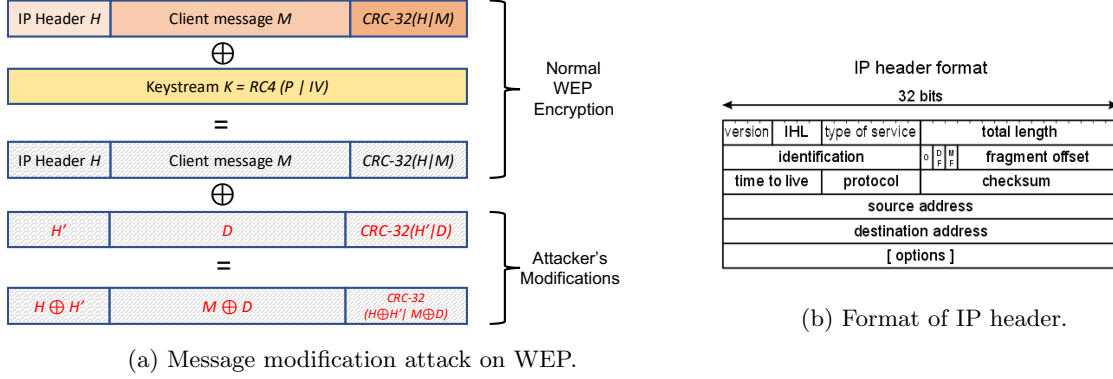 IP Header H Client message M CRC-32(H|M)
⊕
Keystream K = RC4 (P | IV)
=
IP Header H Client message M CRC-32(H|M)
⊕
H' D CRC-32(H'|D)
=
H ⊕ H' M ⊕ D CRC-32
(H⊕H'| M⊕D)
Normal
WEP
Encryption
Attacker's
Modifications
(a) Message modification attack on WEP.
IP header format
32 bits
version IHL type of service total length
identification 0 D F M F fragment offset
time to live protocol checksum
source address
destination address
[ options ]
(b) Format of IP header.